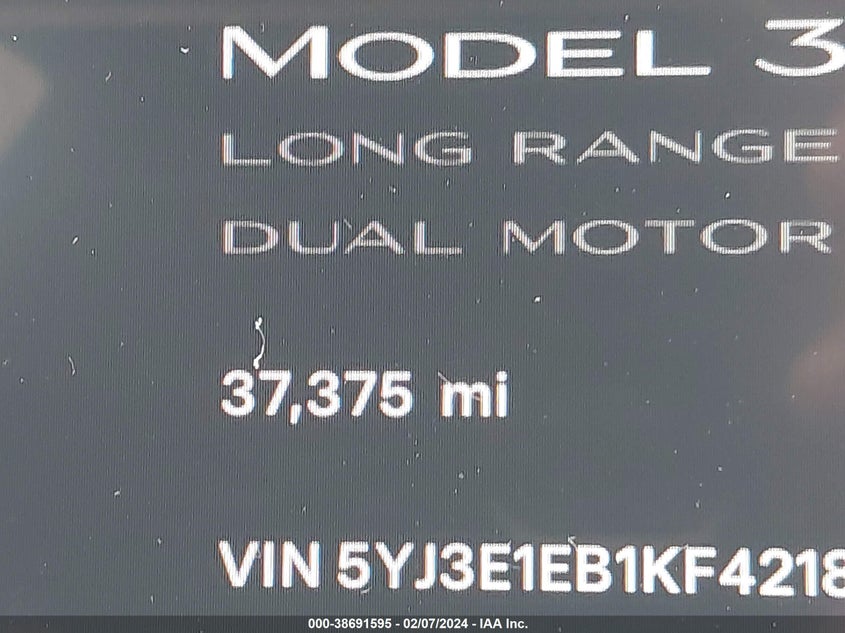 MODEL 3
LONG RANGE
DUAL MOTOR
37,375 mi
VIN 5YJ3E1EB1KF4218
000-38691595 - 02/07/2024 - IAA Inc.